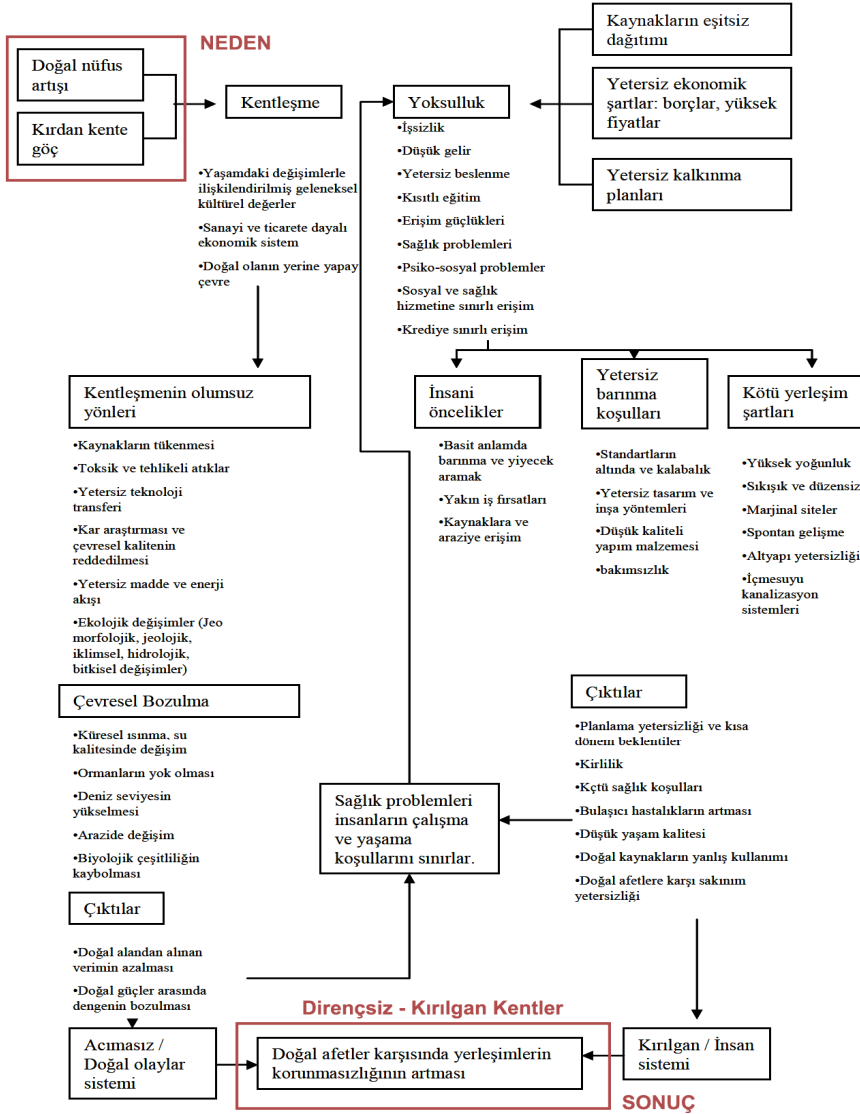 NEDEN
Doğal nüfus
artışı
Kırdan kente
göç
Kentleşme
•Yaşamdaki değişimlerle
ilişkilendirilmiş geleneksel
kültürel değerler
•Sanayi ve ticarete dayalı
ekonomik sistem
•Doğal olanın yerine yapay
çevre
Yoksulluk
•İşsizlik
•Düşük gelir
•Yetersiz beslenme
•Kısıtlı eğitim
•Erişim güçlükleri
•Sağlık problemleri
•Psiko-sosyal problemler
•Sosyal ve sağlık
hizmetine sınırlı erişim
•Krediye sınırlı erişim
Kaynakların eşitsiz
dağıtımı
Yetersiz ekonomik
şartlar: borçlar, yüksek
fiyatlar
Yetersiz kalkınma
planları
Kentleşmenin olumsuz
yönleri
•Kaynakların tükenmesi
•Toksik ve tehlikeli atıklar
•Yetersiz teknoloji
transferi
•Kar araştırması ve
çevresel kalitenin
reddedilmesi
•Yetersiz madde ve enerji
akışı
•Ekolojik değişimler (Jeo
morfolojik, jeolojik,
iklimsel, hidrolojik,
bitkisel değişimler)
İnsani
öncelikler
•Basit anlamda
barınma ve yiyecek
aramak
•Yakın iş fırsatları
•Kaynaklara ve
araziye erişim
Yetersiz
barınma
koşulları
•Standartların
altında ve kalabalık
•Yetersiz tasarım ve
inşa yöntemleri
•Düşük kaliteli
yapım malzemesi
•bakımsızlık
Kötü yerleşim
şartları
•Yüksek yoğunluk
•Sıkışık ve düzensiz
•Marjinal siteler
•Spontan gelişme
•Altyapı yetersizliği
•İçmesuyu
kanalizasyon
sistemleri
Çevresel Bozulma
•Küresel ısınma, su
kalitesinde değişim
•Ormanların yok olması
•Deniz seviyesin
yükselmesi
•Arazide değişim
•Biyolojik çeşitliliğin
kaybolması
Çıktılar
•Doğal alandan alınan
verimin azalması
•Doğal güçler arasında
dengenin bozulması
Sağlık problemleri
insanların çalışma
ve yaşama
koşullarını sınırlar.
Çıktılar
•Planlama yetersizliği ve kısa
dönem beklentiler
•Kirlilik
•Kçtü sağlık koşulları
•Bulaşıcı hastalıkların artması
•Düşük yaşam kalitesi
•Doğal kaynakların yanlış kullanımı
•Doğal afetlere karşı sakınım
yetersizliği
Acımasız /
Doğal olaylar
sistemi
Dirençsiz - Kırılgan Kentler
Doğal afetler karşısında yerleşimlerin
korunmasızlığının artması
Kırılgan / İnsan
sistemi
SONUÇ